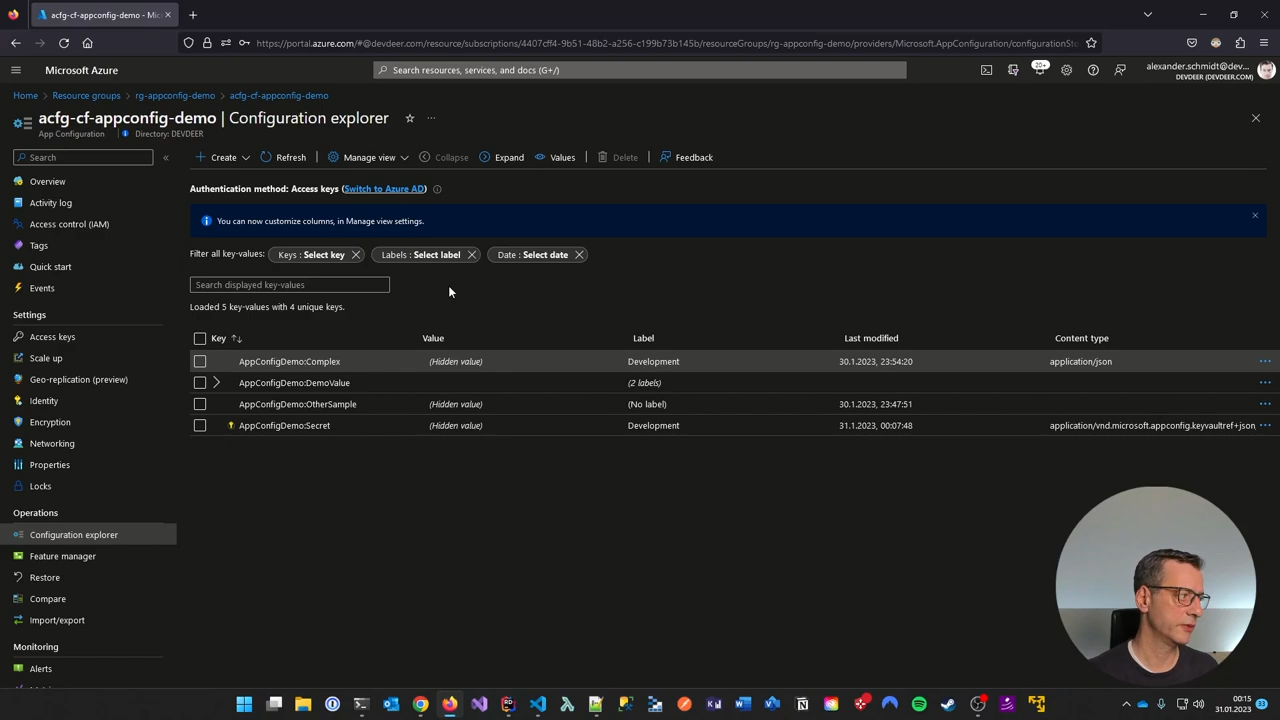 acfg-cf-appconfig-demo - Mic
https://portal.azure.com/#@devdeer.com/resource/subscriptions/4407cff4-9b51-48b2-a256-c199b73b145b/resourceGroups/rg-appconfig-demo/providers/Microsoft.AppConfiguration/configurationSto
Microsoft Azure
Search resources, services, and docs (G+/)
20+
alexander.schmidt@dev...
DEVDEER (DEVDEER.COM)
Home > Resource groups > rg-appconfig-demo > acfg-cf-appconfig-demo
acfg-cf-appconfig-demo | Configuration explorer
App Configuration
Directory: DEVDEER
Search
Create
Refresh
Manage view
Collapse
Expand
Values
Delete
Feedback
Overview
Activity log
Access control (IAM)
Tags
Quick start
Events
Settings
Access keys
Scale up
Geo-replication (preview)
Identity
Encryption
Networking
Properties
Locks
Operations
Configuration explorer
Feature manager
Restore
Compare
Import/export
Monitoring
Alerts
Authentication method: Access keys (Switch to Azure AD)
You can now customize columns, in Manage view settings.
Filter all key-values:
Keys : Select key
Labels : Select label
Date : Select date
Search displayed key-values
Loaded 5 key-values with 4 unique keys.
Key Value Label Last modified Content type
AppConfigDemo:Complex (Hidden value) Development 30.1.2023, 23:54:20 application/json
AppConfigDemo:DemoValue (2 labels)
AppConfigDemo:OtherSample (Hidden value) (No label) 30.1.2023, 23:47:51
AppConfigDemo:Secret (Hidden value) Development 31.1.2023, 00:07:48 application/vnd.microsoft.appconfig.keyvaultref+json
00:15
31.01.2023